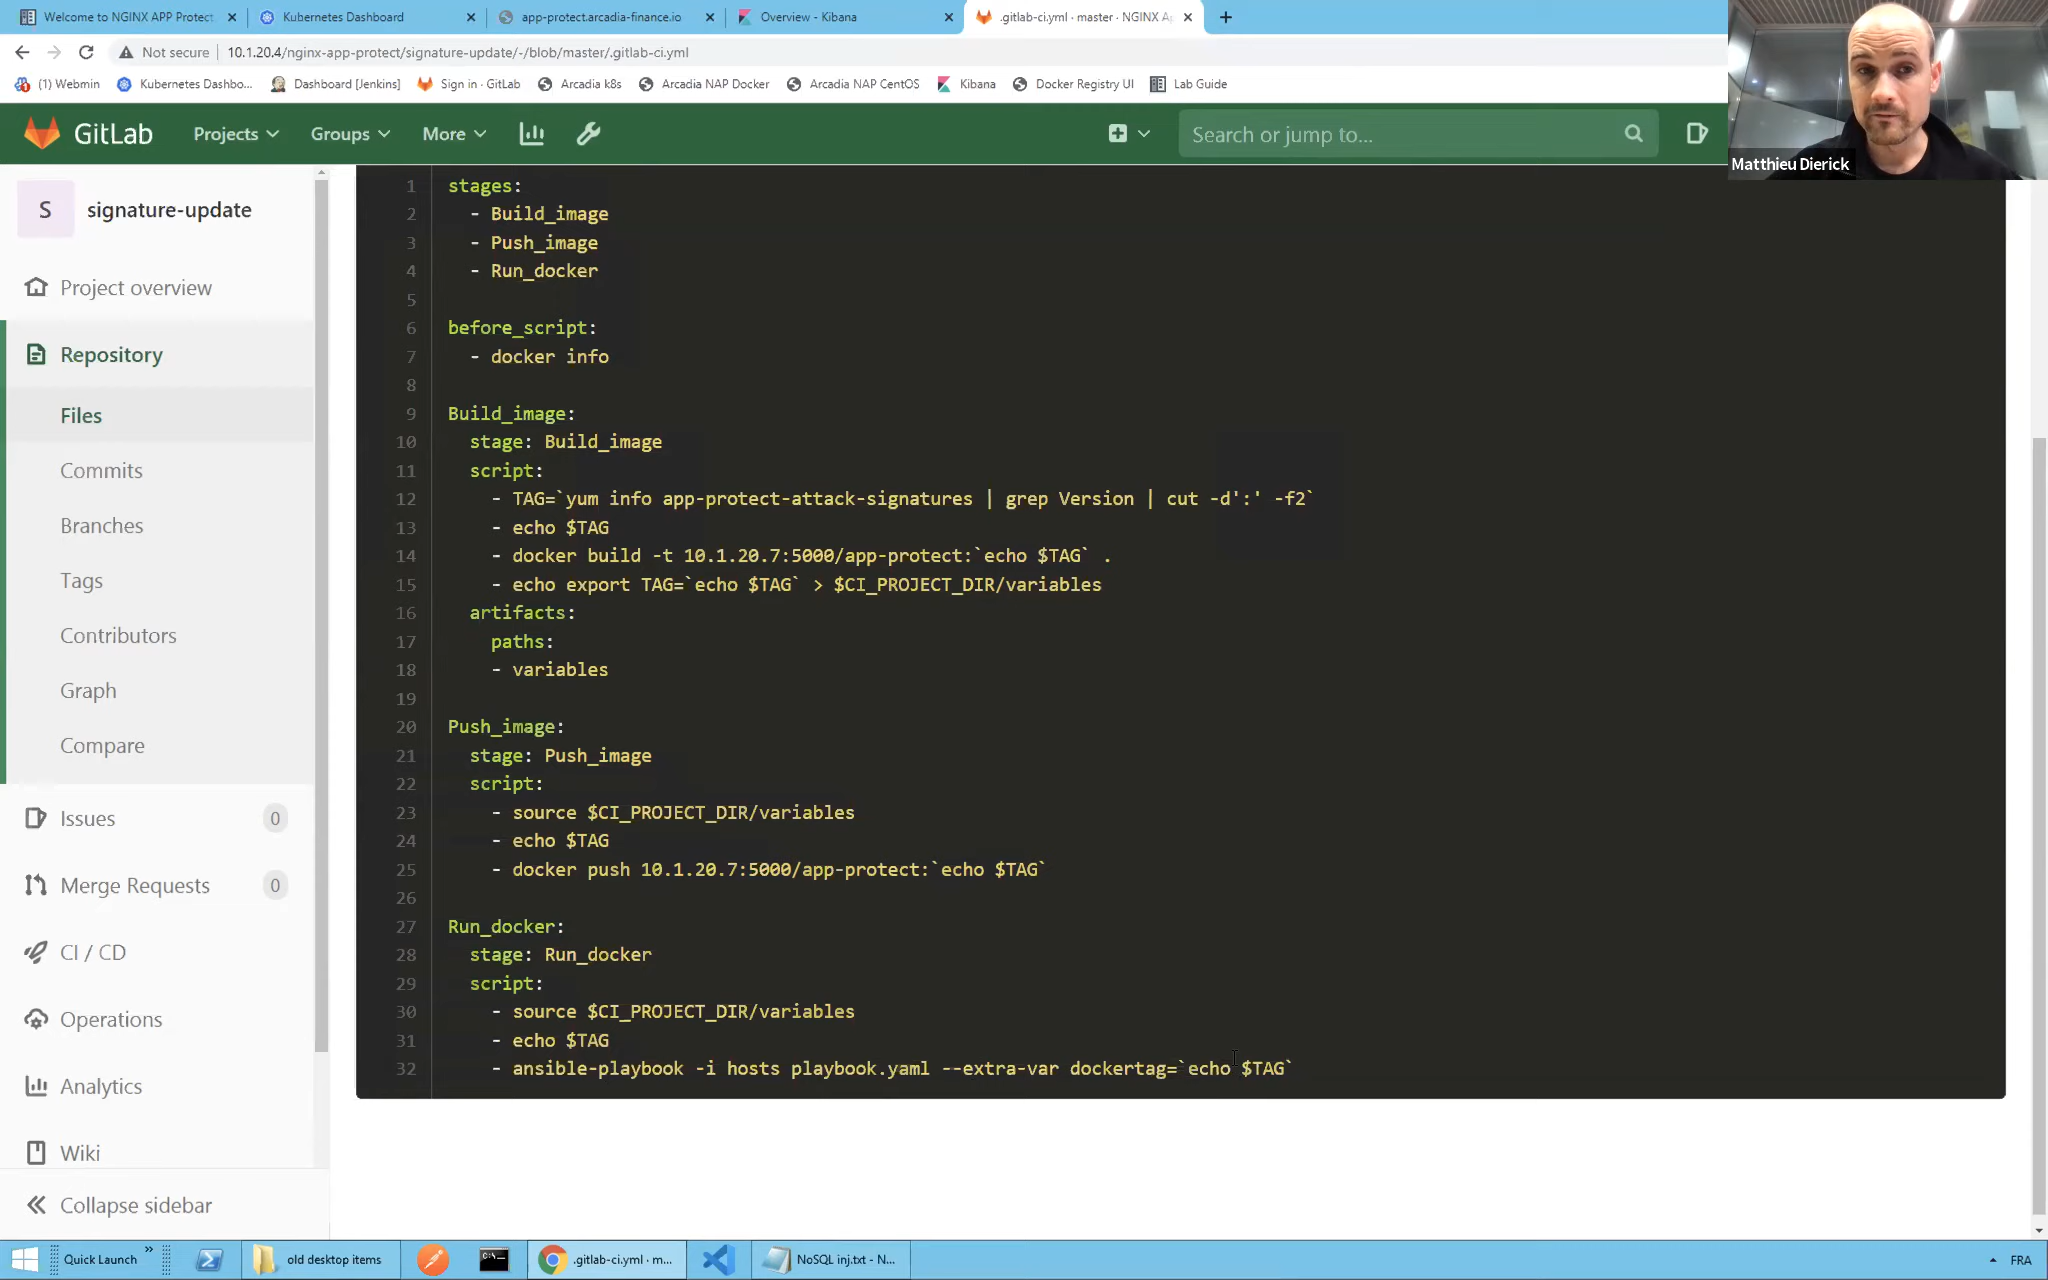 Welcome to NGINX APP Protect
Kubernetes Dashboard
app-protect.arcadia-finance.io
Overview - Kibana
.gitlab-ci.yml · master · NGINX A
Not secure
10.1.20.4/nginx-app-protect/signature-update/-/blob/master/.gitlab-ci.yml
(1) Webmin
Kubernetes Dashbo...
Dashboard [Jenkins]
Sign in · GitLab
Arcadia k8s
Arcadia NAP Docker
Arcadia NAP CentOS
Kibana
Docker Registry UI
Lab Guide
GitLab
Projects
Groups
More
Search or jump to...
Matthieu Dierick
S
signature-update
Project overview
Repository
Files
Commits
Branches
Tags
Contributors
Graph
Compare
Issues 0
Merge Requests 0
CI / CD
Operations
Analytics
Wiki
Collapse sidebar
1 stages:
2 - Build_image
3 - Push_image
4 - Run_docker
5
6 before_script:
7 - docker info
8
9 Build_image:
10 stage: Build_image
11 script:
12 - TAG=`yum info app-protect-attack-signatures | grep Version | cut -d':' -f2`
13 - echo $TAG
14 - docker build -t 10.1.20.7:5000/app-protect:`echo $TAG` .
15 - echo export TAG=`echo $TAG` > $CI_PROJECT_DIR/variables
16 artifacts:
17 paths:
18 - variables
19
20 Push_image:
21 stage: Push_image
22 script:
23 - source $CI_PROJECT_DIR/variables
24 - echo $TAG
25 - docker push 10.1.20.7:5000/app-protect:`echo $TAG`
26
27 Run_docker:
28 stage: Run_docker
29 script:
30 - source $CI_PROJECT_DIR/variables
31 - echo $TAG
32 - ansible-playbook -i hosts playbook.yaml --extra-var dockertag=`echo $TAG`
Quick Launch »
old desktop items
.gitlab-ci.yml · m...
NoSQL inj.txt - N...
FRA